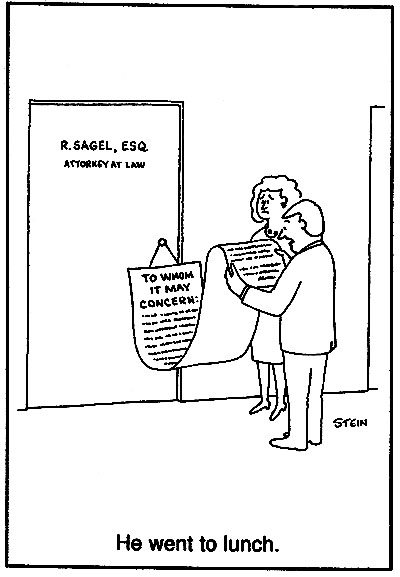 R. SAGEL, ESQ.
ATTORNEY AT LAW
TO WHOM
IT MAY
CONCERN:
STEIN
He went to lunch.